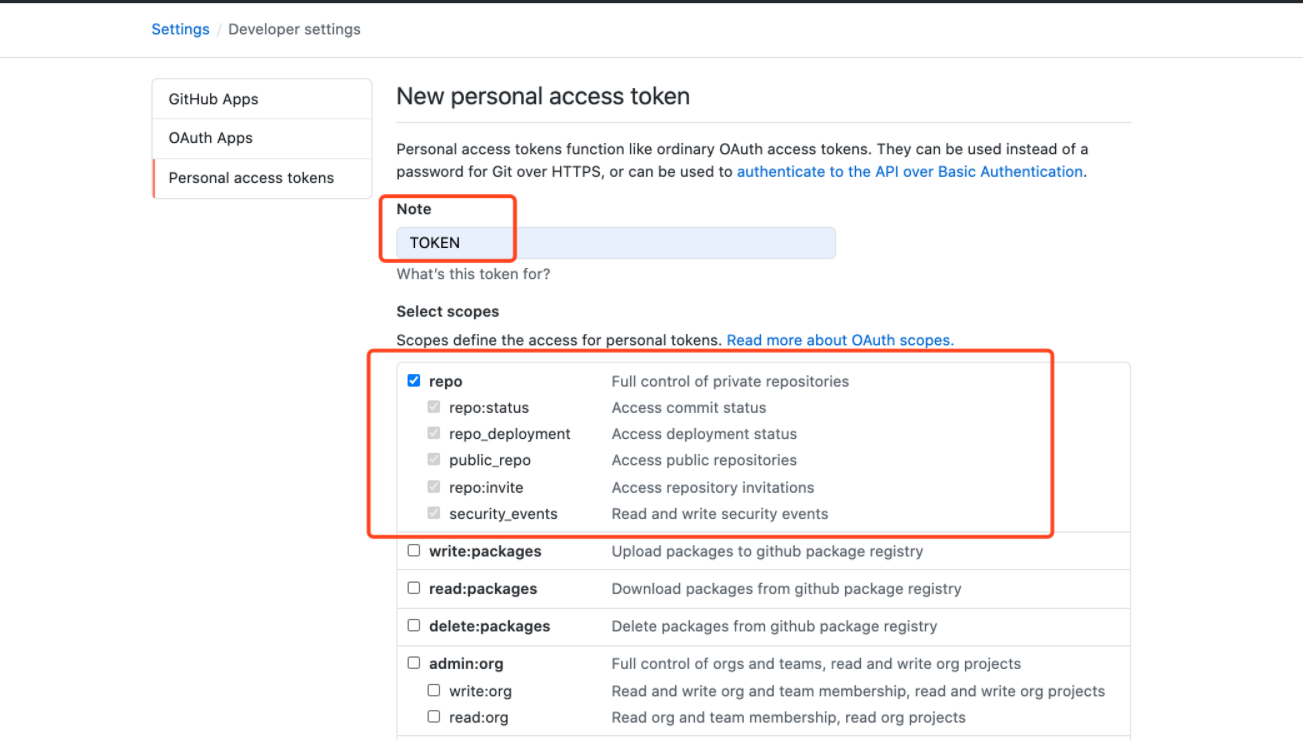 Settings / Developer settings
GitHub Apps
OAuth Apps
Personal access tokens
New personal access token
Personal access tokens function like ordinary OAuth access tokens. They can be used instead of a
password for Git over HTTPS, or can be used to authenticate to the API over Basic Authentication.
Note
TOKEN
What's this token for?
Select scopes
Scopes define the access for personal tokens. Read more about OAuth scopes.
repo Full control of private repositories
repo:status Access commit status
repo_deployment Access deployment status
public_repo Access public repositories
repo:invite Access repository invitations
security_events Read and write security events
write:packages Upload packages to github package registry
read:packages Download packages from github package registry
delete:packages Delete packages from github package registry
admin:org Full control of orgs and teams, read and write org projects
write:org Read and write org and team membership, read and write org projects
read:org Read org and team membership, read org projects